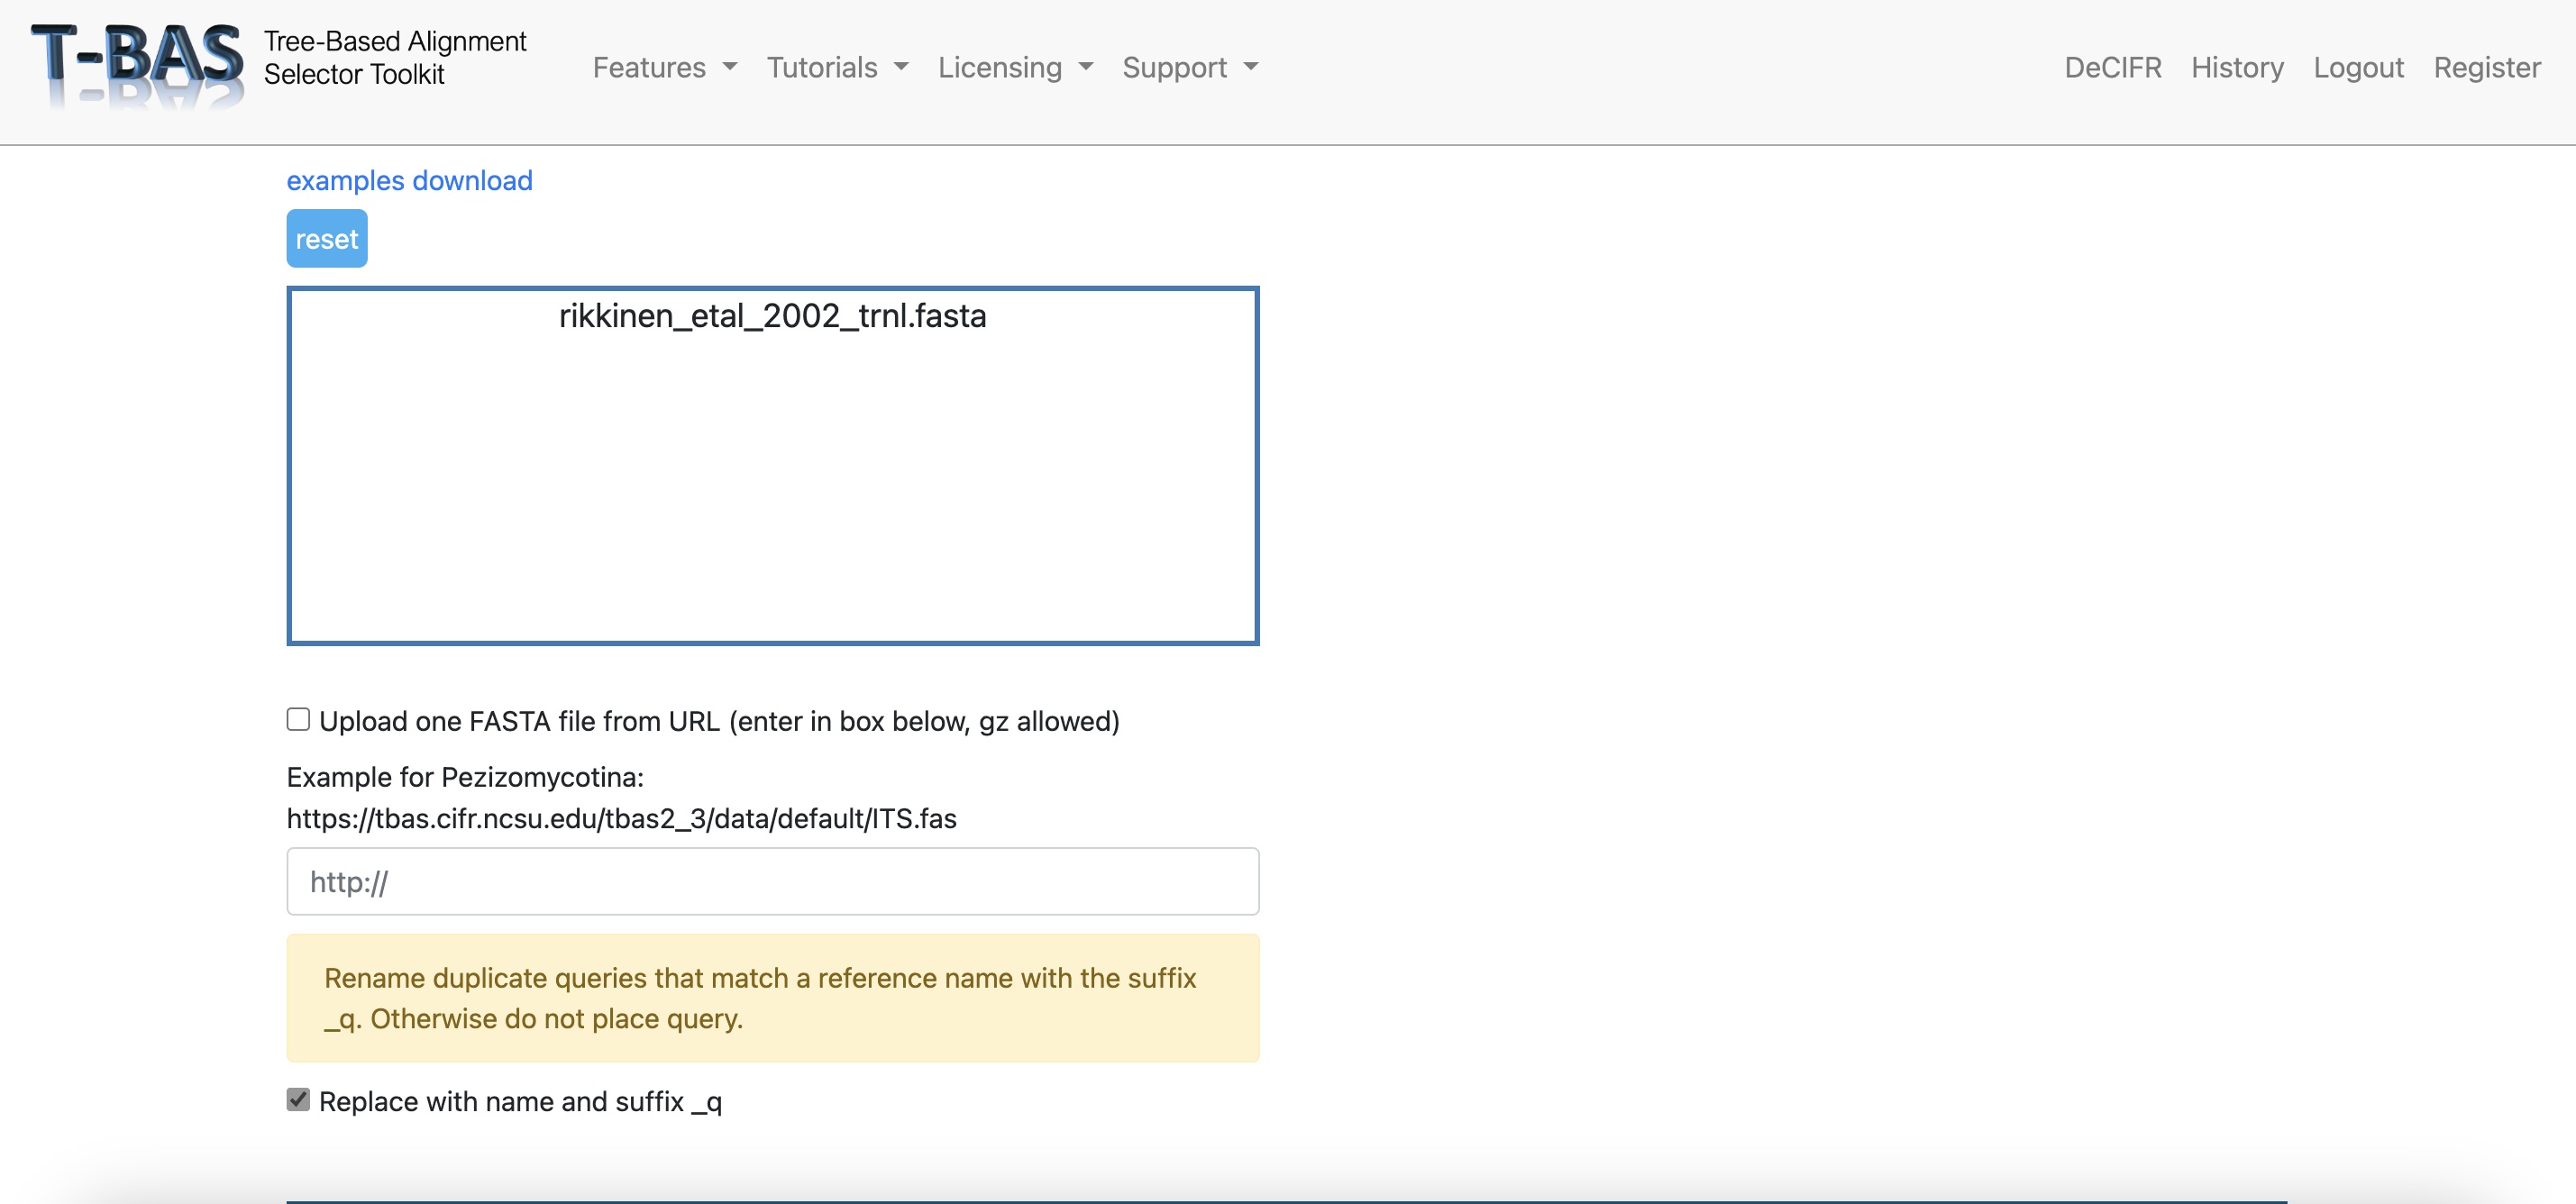 T-BAS
Tree-Based Alignment
Selector Toolkit
Features
Tutorials
Licensing
Support
DeCIFR
History
Logout
Register
examples download
reset
rikkinen_etal_2002_trnl.fasta
Upload one FASTA file from URL (enter in box below, gz allowed)
Example for Pezizomycotina:
https://tbas.cifr.ncsu.edu/tbas2_3/data/default/ITS.fas
http://
Rename duplicate queries that match a reference name with the suffix
_q. Otherwise do not place query.
Replace with name and suffix _q